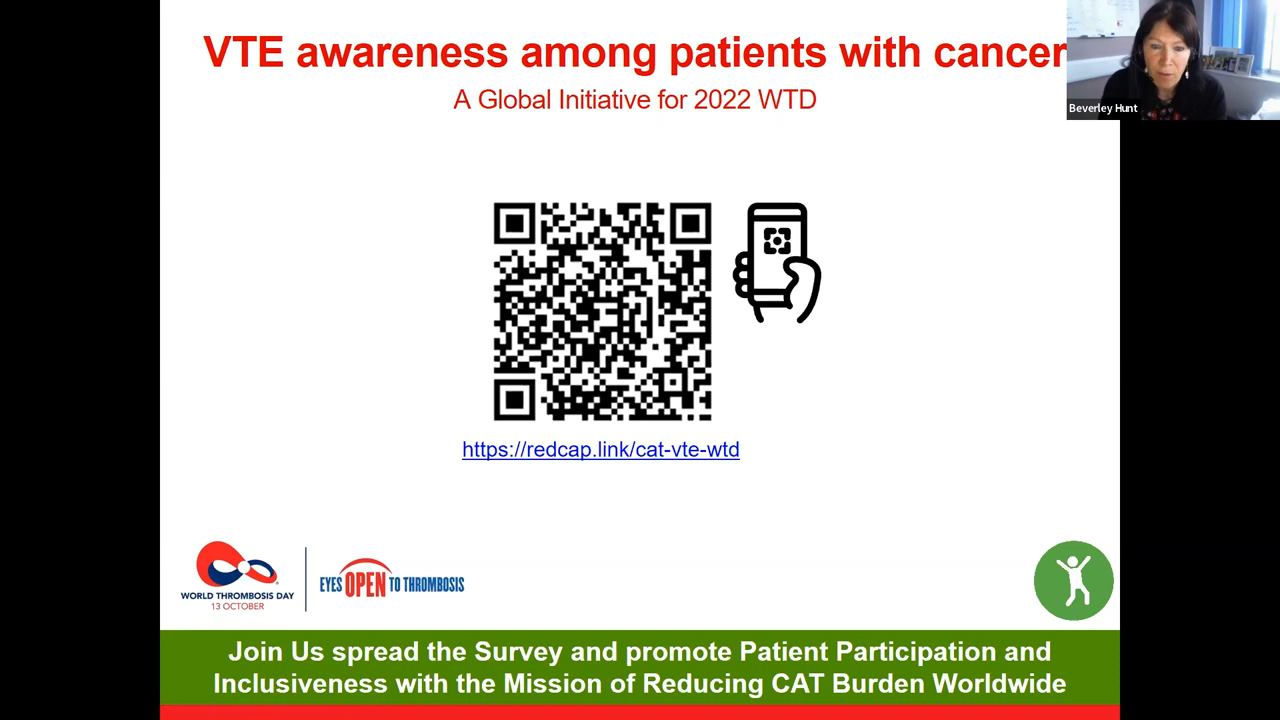 VTE awareness among patients with cancer
A Global Initiative for 2022 WTD
Beverley Hunt
https://redcap.link/cat-vte-wtd
WORLD THROMBOSIS DAY
13 OCTOBER
EYES OPEN TO THROMBOSIS
Join Us spread the Survey and promote Patient Participation and
Inclusiveness with the Mission of Reducing CAT Burden Worldwide